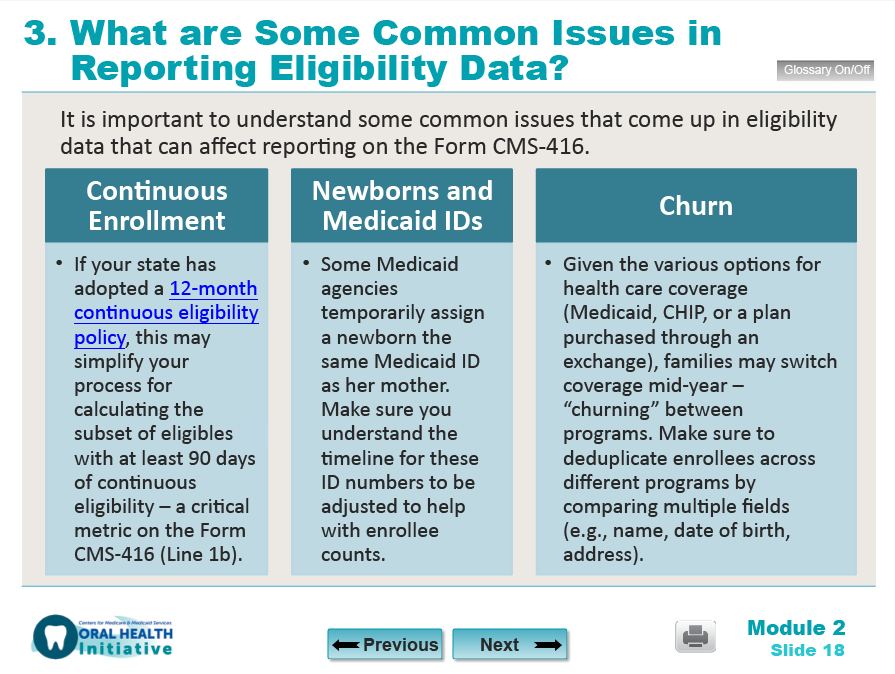 3. What are Some Common Issues in
Reporting Eligibility Data?
Glossary On/Off
It is important to understand some common issues that come up in eligibility
data that can affect reporting on the Form CMS-416.
Continuous
Enrollment
• If your state has
adopted a 12-month
continuous eligibility
policy, this may
simplify your
process for
calculating the
subset of eligibles
with at least 90 days
of continuous
eligibility – a critical
metric on the Form
CMS-416 (Line 1b).
Newborns and
Medicaid IDs
• Some Medicaid
agencies
temporarily assign
a newborn the
same Medicaid ID
as her mother.
Make sure you
understand the
timeline for these
ID numbers to be
adjusted to help
with enrollee
counts.
Churn
• Given the various options for
health care coverage
(Medicaid, CHIP, or a plan
purchased through an
exchange), families may switch
coverage mid-year –
“churning” between
programs. Make sure to
deduplicate enrollees across
different programs by
comparing multiple fields
(e.g., name, date of birth,
address).
Centers for Medicare & Medicaid Services
ORAL HEALTH
Initiative
Previous
Next
Module 2
Slide 18